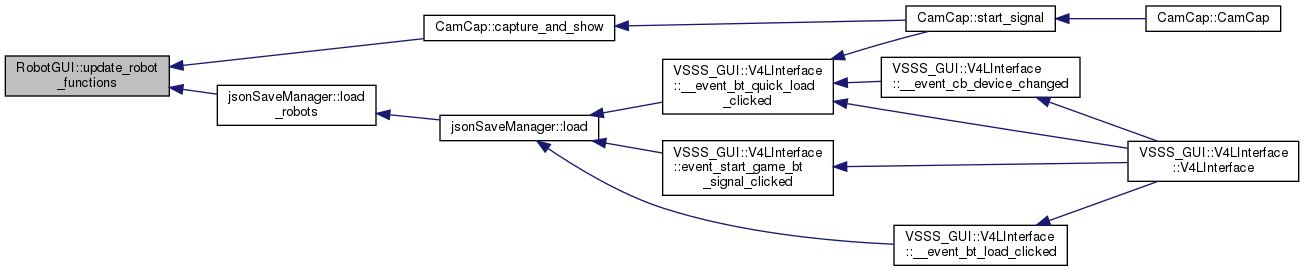 RobotGUI::update_robot
_functions
CamCap::capture_and_show
CamCap::start_signal
CamCap::CamCap
jsonSaveManager::load
_robots
jsonSaveManager::load
VSSS_GUI::V4LInterface
::__event_bt_quick_load
_clicked
VSSS_GUI::V4LInterface
::__event_cb_device_changed
VSSS_GUI::V4LInterface
::event_start_game_bt
_signal_clicked
VSSS_GUI::V4LInterface
::V4LInterface
VSSS_GUI::V4LInterface
::__event_bt_load_clicked